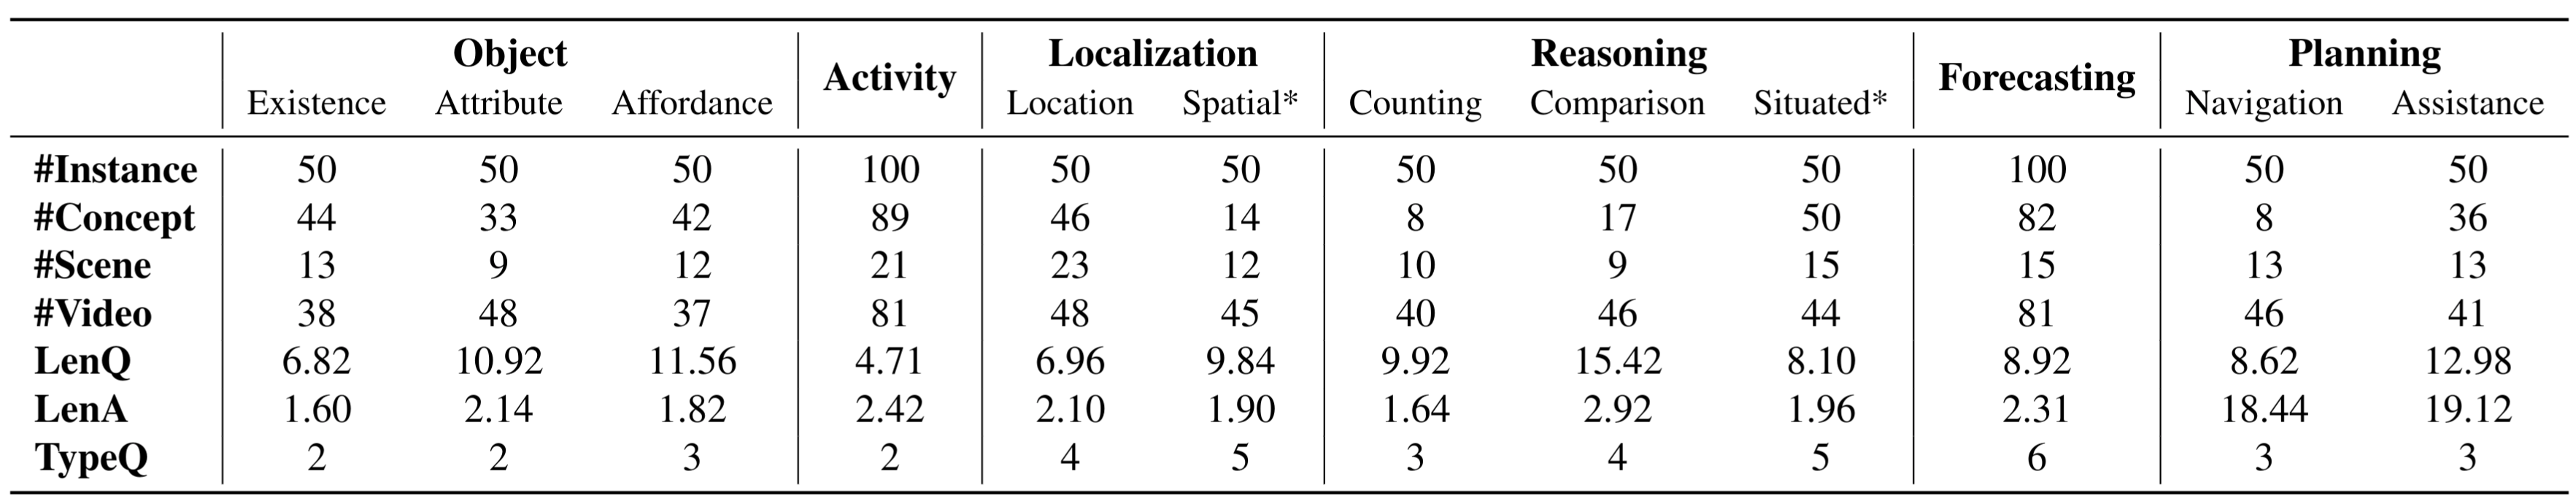 Object Activity Localization Reasoning Forecasting Planning
Existence Attribute Affordance Location Spatial* Counting Comparison Situated* Navigation Assistance
#Instance 50 50 50 100 50 50 50 50 50 100 50 50
#Concept 44 33 42 89 46 14 8 17 50 82 8 36
#Scene 13 9 12 21 23 12 10 9 15 15 13 13
#Video 38 48 37 81 48 45 40 46 44 81 46 41
LenQ 6.82 10.92 11.56 4.71 6.96 9.84 9.92 15.42 8.10 8.92 8.62 12.98
LenA 1.60 2.14 1.82 2.42 2.10 1.90 1.64 2.92 1.96 2.31 18.44 19.12
TypeQ 2 2 3 2 4 5 3 4 5 6 3 3